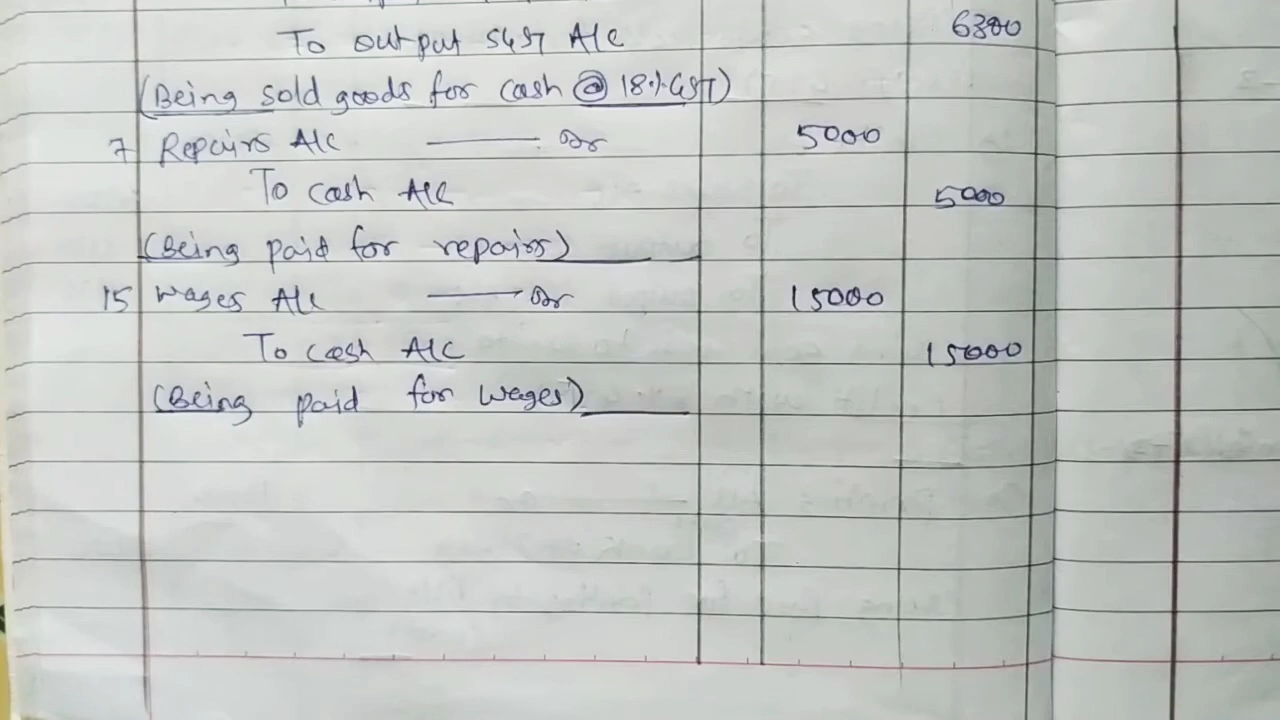 To output SGST A/C 6300
(Being sold goods for cash @ 18% GST)
7 Repairs A/C Dr 5000
To cash A/C 5000
(Being paid for repairs)
15 Wages A/C Dr 15000
To cash A/C 15000
(Being paid for wages)